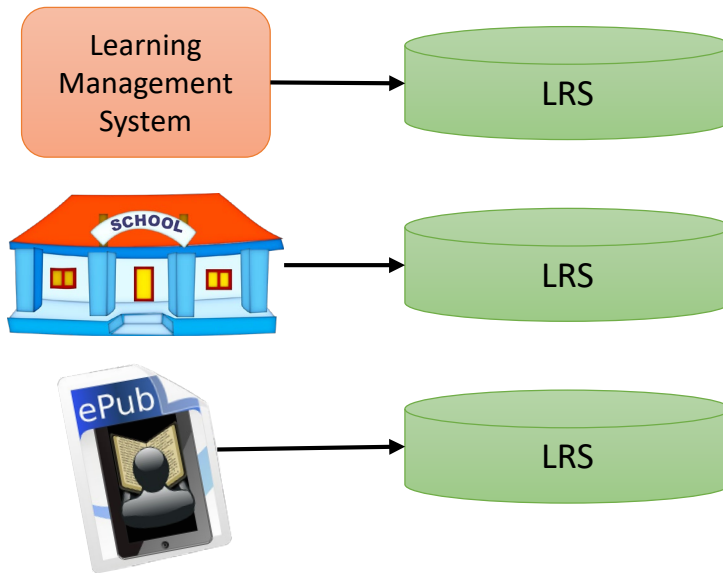 Learning
Management
System
LRS
SCHOOL
LRS
ePub
LRS